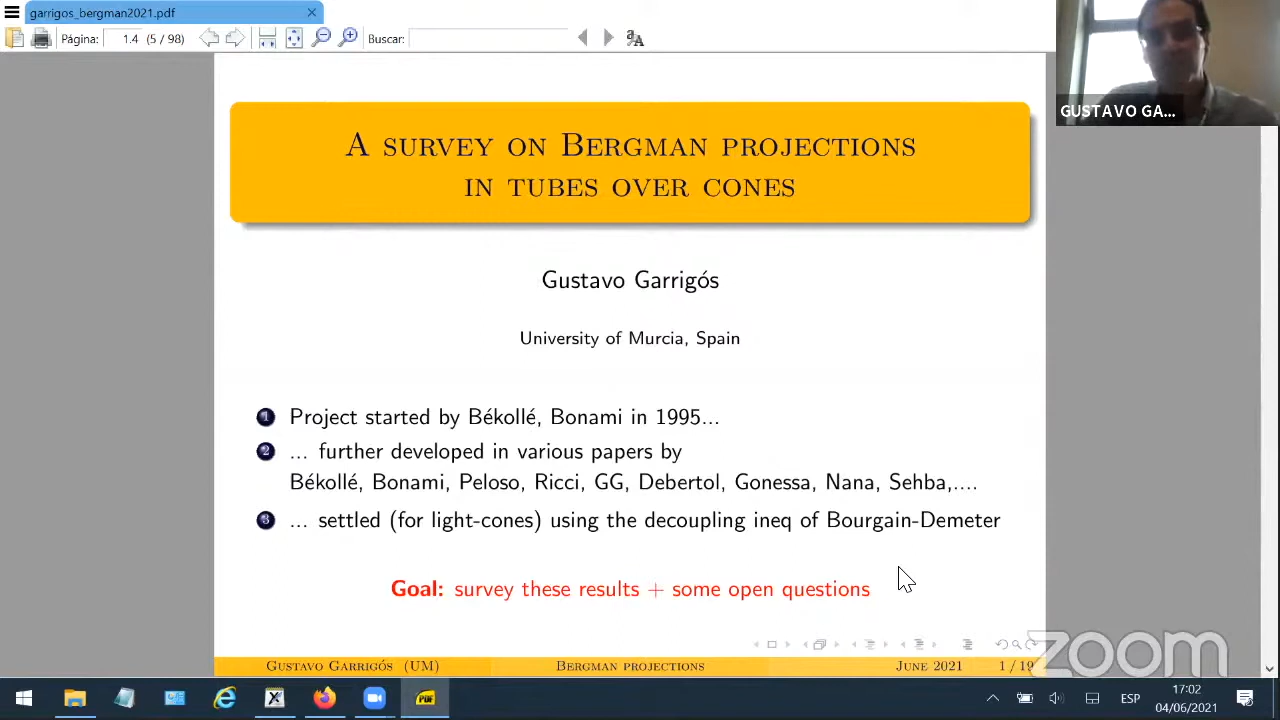 garrigos_bergman2021.pdf
Página: 1.4 (5 / 98) Buscar:
GUSTAVO GA...
A SURVEY ON BERGMAN PROJECTIONS
IN TUBES OVER CONES
Gustavo Garrigós
University of Murcia, Spain
1 Project started by Békollé, Bonami in 1995...
2 ... further developed in various papers by
Békollé, Bonami, Peloso, Ricci, GG, Debertol, Gonessa, Nana, Sehba,....
3 ... settled (for light-cones) using the decoupling ineq of Bourgain-Demeter
Goal: survey these results + some open questions
zoom
GUSTAVO GARRIGÓS (UM) BERGMAN PROJECTIONS JUNE 2021 1 / 19
ESP
17:02
04/06/2021